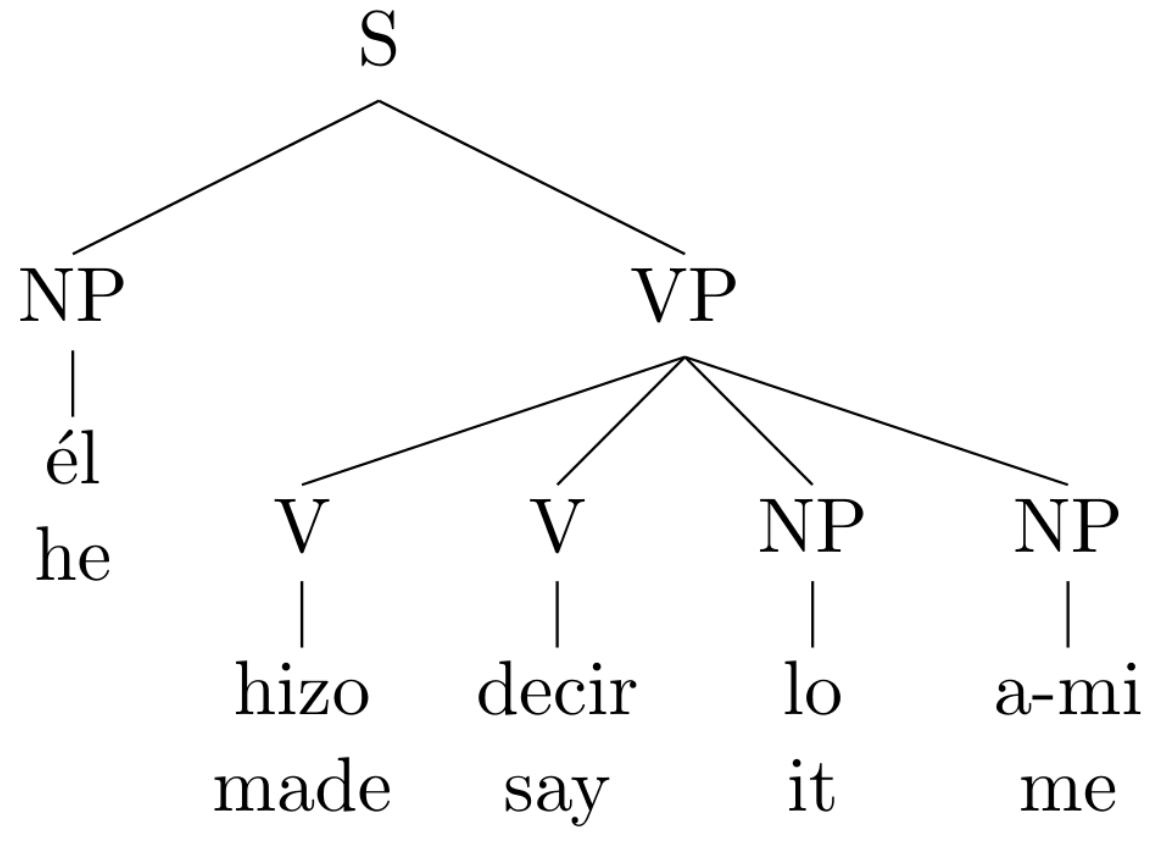 S
NP VP
él
he
V V NP NP
hizo decir lo a-mi
made say it me